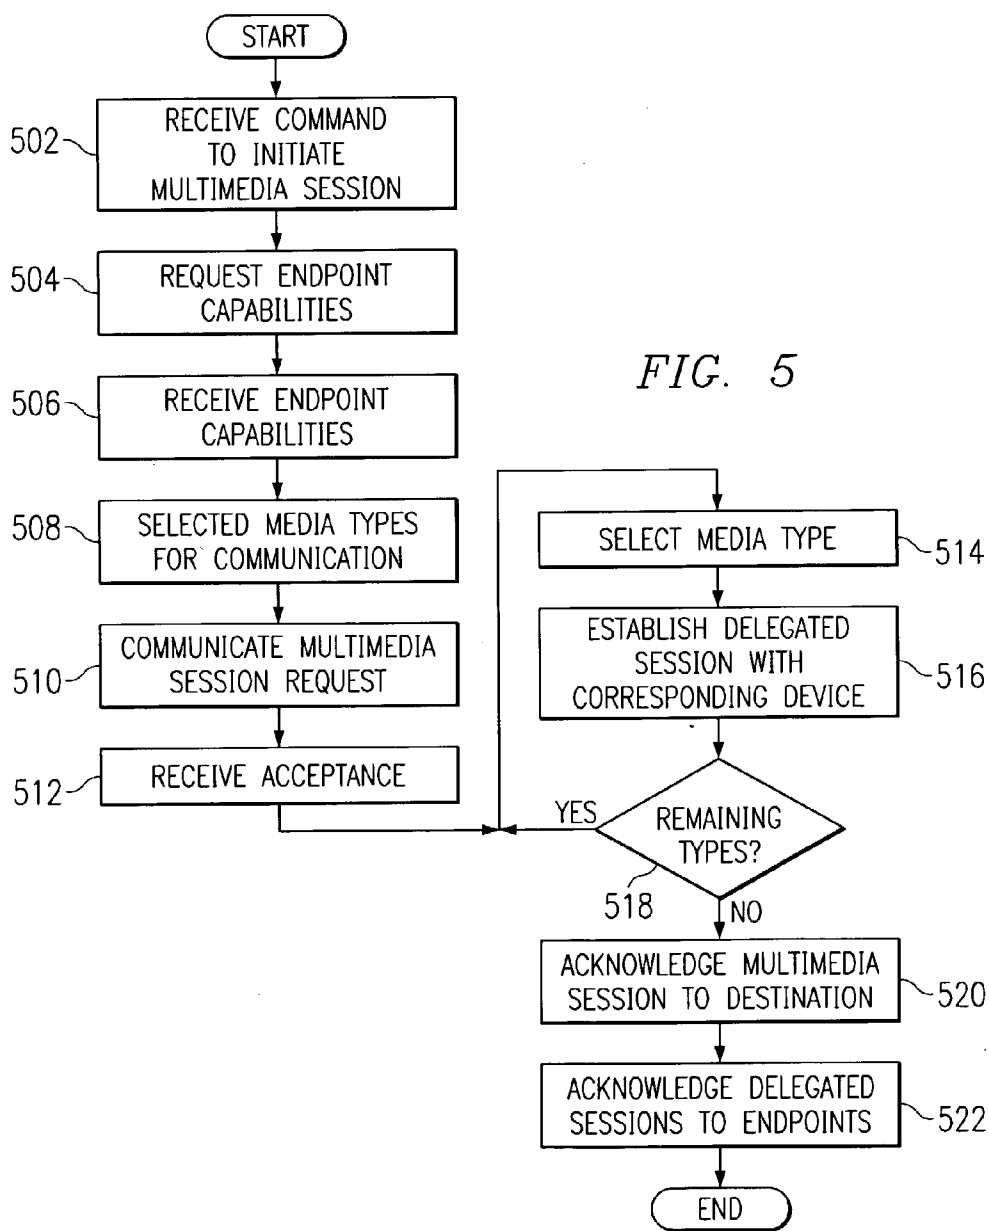 START
502
RECEIVE COMMAND
TO INITIATE
MULTIMEDIA SESSION
504
REQUEST ENDPOINT
CAPABILITIES
506
RECEIVE ENDPOINT
CAPABILITIES
508
SELECTED MEDIA TYPES
FOR COMMUNICATION
510
COMMUNICATE MULTIMEDIA
SESSION REQUEST
512
RECEIVE ACCEPTANCE
FIG. 5
SELECT MEDIA TYPE
514
ESTABLISH DELEGATED
SESSION WITH
CORRESPONDING DEVICE
516
YES
REMAINING
TYPES?
518
NO
ACKNOWLEDGE MULTIMEDIA
SESSION TO DESTINATION
520
ACKNOWLEDGE DELEGATED
SESSIONS TO ENDPOINTS
522
END